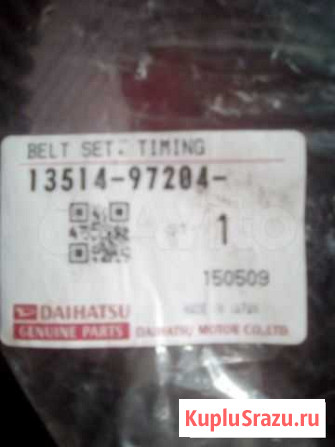 BELT SET, TIMING
13514-97204-
1
150509
DAIHATSU
GENUINE PARTS
DAIHATSU MOTOR CO.,LTD.
KupluSrazu.ru